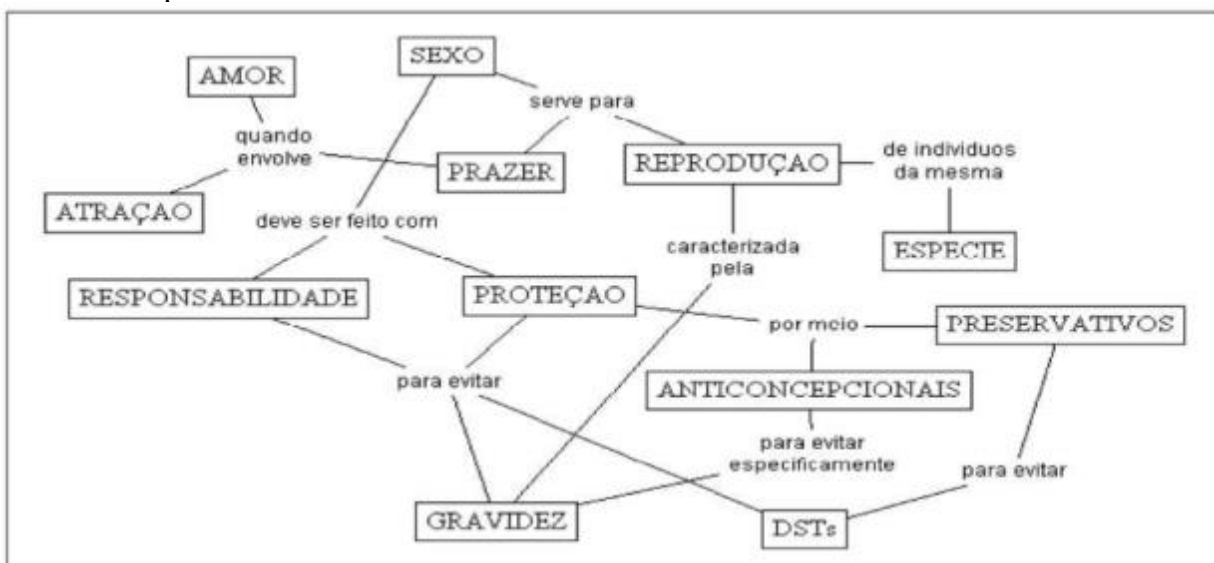 SEXO
AMOR
serve para
quando
envolve
PRAZER
REPRODUÇAO
de individuos
da mesma
ATRAÇAO
deve ser feito com
caracterizada
pela
ESPECIE
RESPONSABILIDADE
PROTEÇAO
por meio
PRESERVATIVOS
para evitar
ANTICONCEPCIONAIS
para evitar
especificamente
para evitar
GRAVIDEZ
DSTs